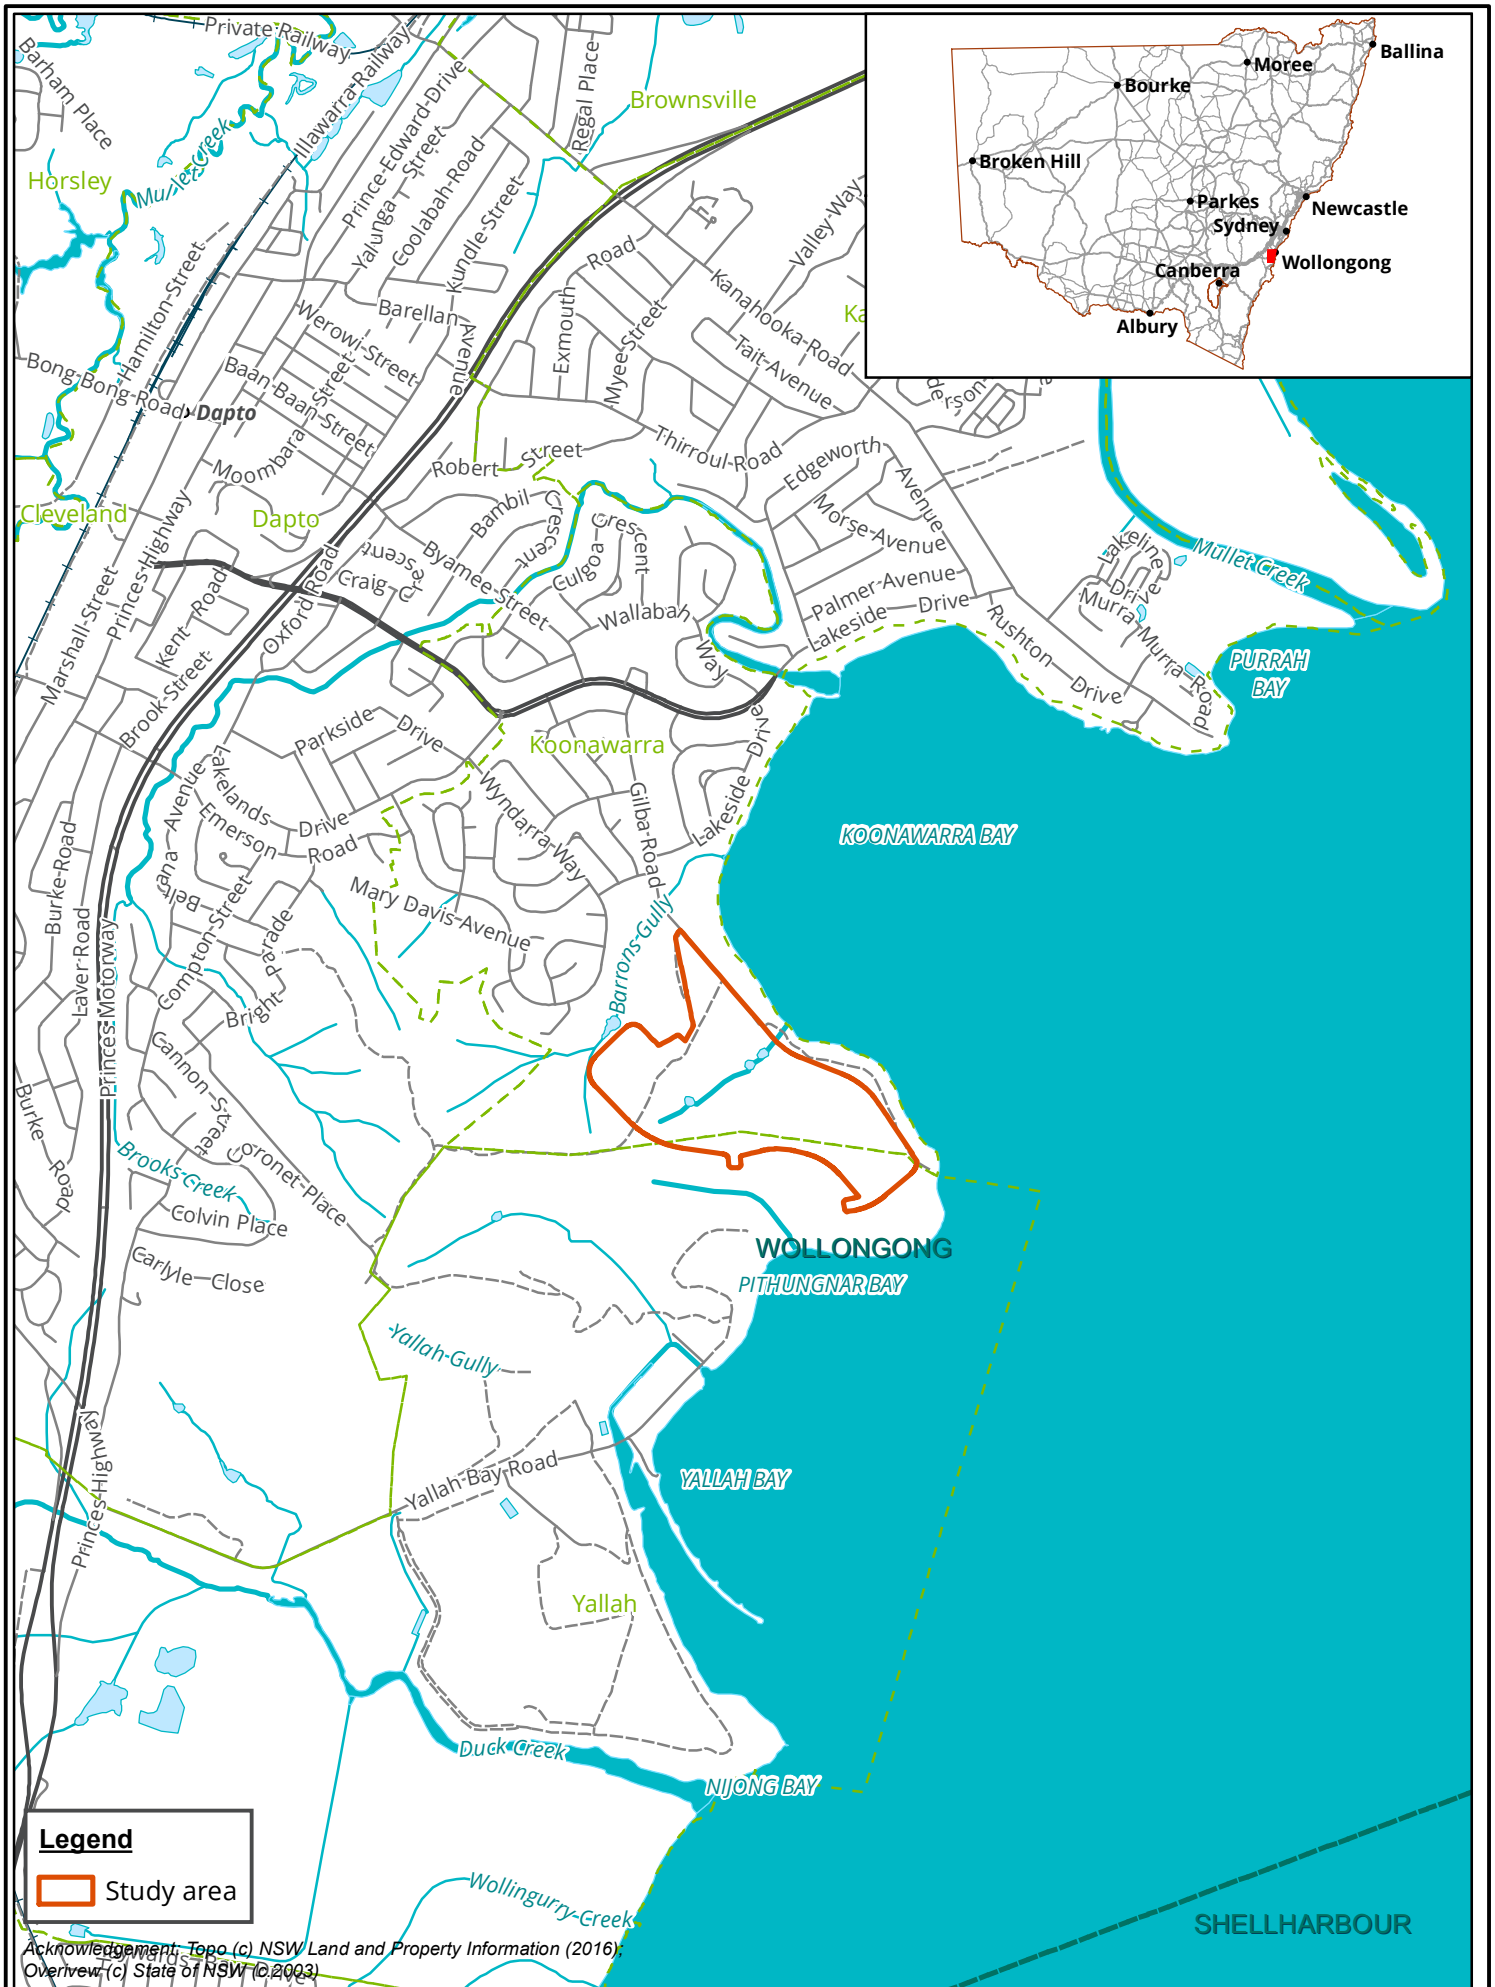 Private Railway
Barham Place
Illawarra Railway
Regal Place
Brownsville
Prince Edward Drive
Mullet Creek
Horsley
Yalunga Street
Coolabah Road
Kundle Street
Valley Way
Hamilton Street
Road
Exmouth
Myee Street
Kanahooka Road
Ka
Barellan
Avenue
Werowi Street
Tait Avenue
Bong Bong Road
Baan Baan Street
Dapto
Street
Moombara
Robert Street
Thirroul Road
Edgeworth
Avenue
Cleveland
Dapto
Princes Highway
Bambil
Crescent
Crescent
Culgoa
Morse Avenue
Byamee Street
Craig Crescent
Oxford Road
Kent Road
Marshall Street
Brook Street
Wallabah
Way
Palmer Avenue
Lakeside Drive
Rushton
Drive
Lakeline
Drive
Murra Murra Road
Mullet Creek
PURRAH
BAY
Parkside
Drive
Koonawarra
Lakeside Drive
Lakelands
Drive
Avenue
Emerson
Road
Wyndarra Way
Gilba Road
KOONAWARRA BAY
Burke Road
Laver Road
Princes Motorway
Beltana
Compton Street
Parade
Bright
Mary Davis Avenue
Barrons Gully
Cannon Street
Coronet Place
Burke
Road
Brooks Creek
Colvin Place
Carlyle Close
WOLLONGONG
PITHUNGNAR BAY
Yallah Gully
Princes Highway
Yallah Bay Road
YALLAH BAY
Yallah
Duck Creek
NIJONG BAY
Wollingurry Creek
SHELLHARBOUR
Ballina
Moree
Bourke
Broken Hill
Parkes
Newcastle
Sydney
Wollongong
Canberra
Albury
Legend
Study area
Acknowledgement: Topo (c) NSW Land and Property Information (2016);
Overivew (c) State of NSW (c.2003)